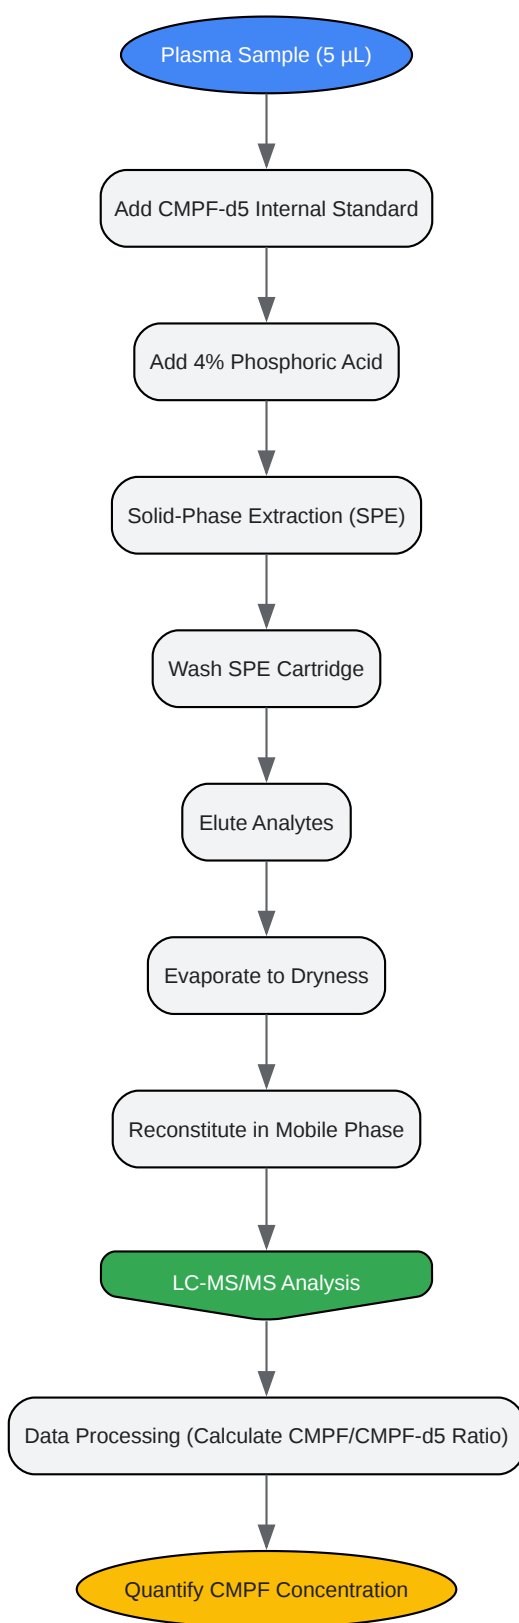 Plasma Sample (5 µL)
Add CMPF-d5 Internal Standard
Add 4% Phosphoric Acid
Solid-Phase Extraction (SPE)
Wash SPE Cartridge
Elute Analytes
Evaporate to Dryness
Reconstitute in Mobile Phase
LC-MS/MS Analysis
Data Processing (Calculate CMPF/CMPF-d5 Ratio)
Quantify CMPF Concentration